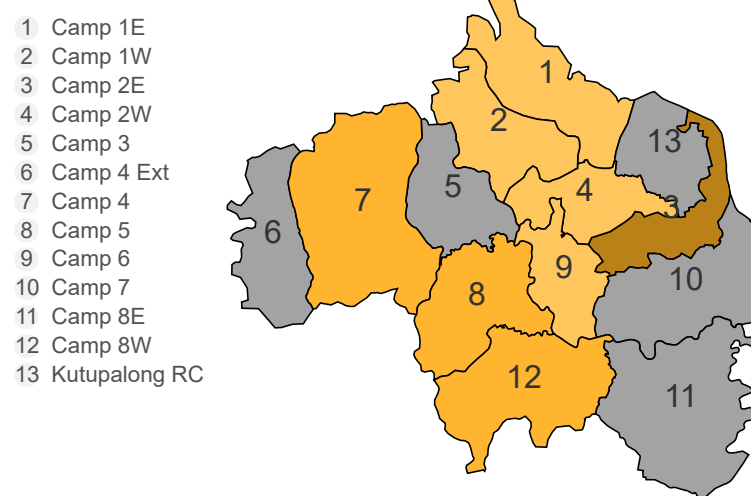 1 Camp 1E
2 Camp 1W
3 Camp 2E
4 Camp 2W
5 Camp 3
6 Camp 4 Ext
7 Camp 4
8 Camp 5
9 Camp 6
10 Camp 7
11 Camp 8E
12 Camp 8W
13 Kutupalong RC
1
2
13
5
4
7
3
6
9
10
8
12
11